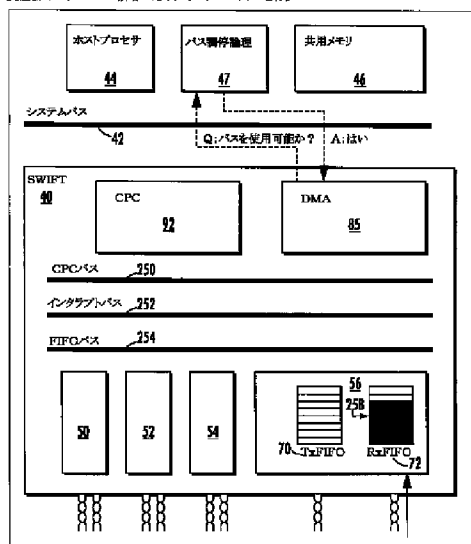 ホストプロセサ
44
バス調停論理
47
共用メモリ
46
システムバス
42
Q:バスを使用可能か?
A:はい
SWIFT
40
CPC
92
DMA
85
CPCバス
250
インタラプトバス
252
FIFOバス
254
50
52
54
56
258
70
TxFIFO
RxFIFO
72